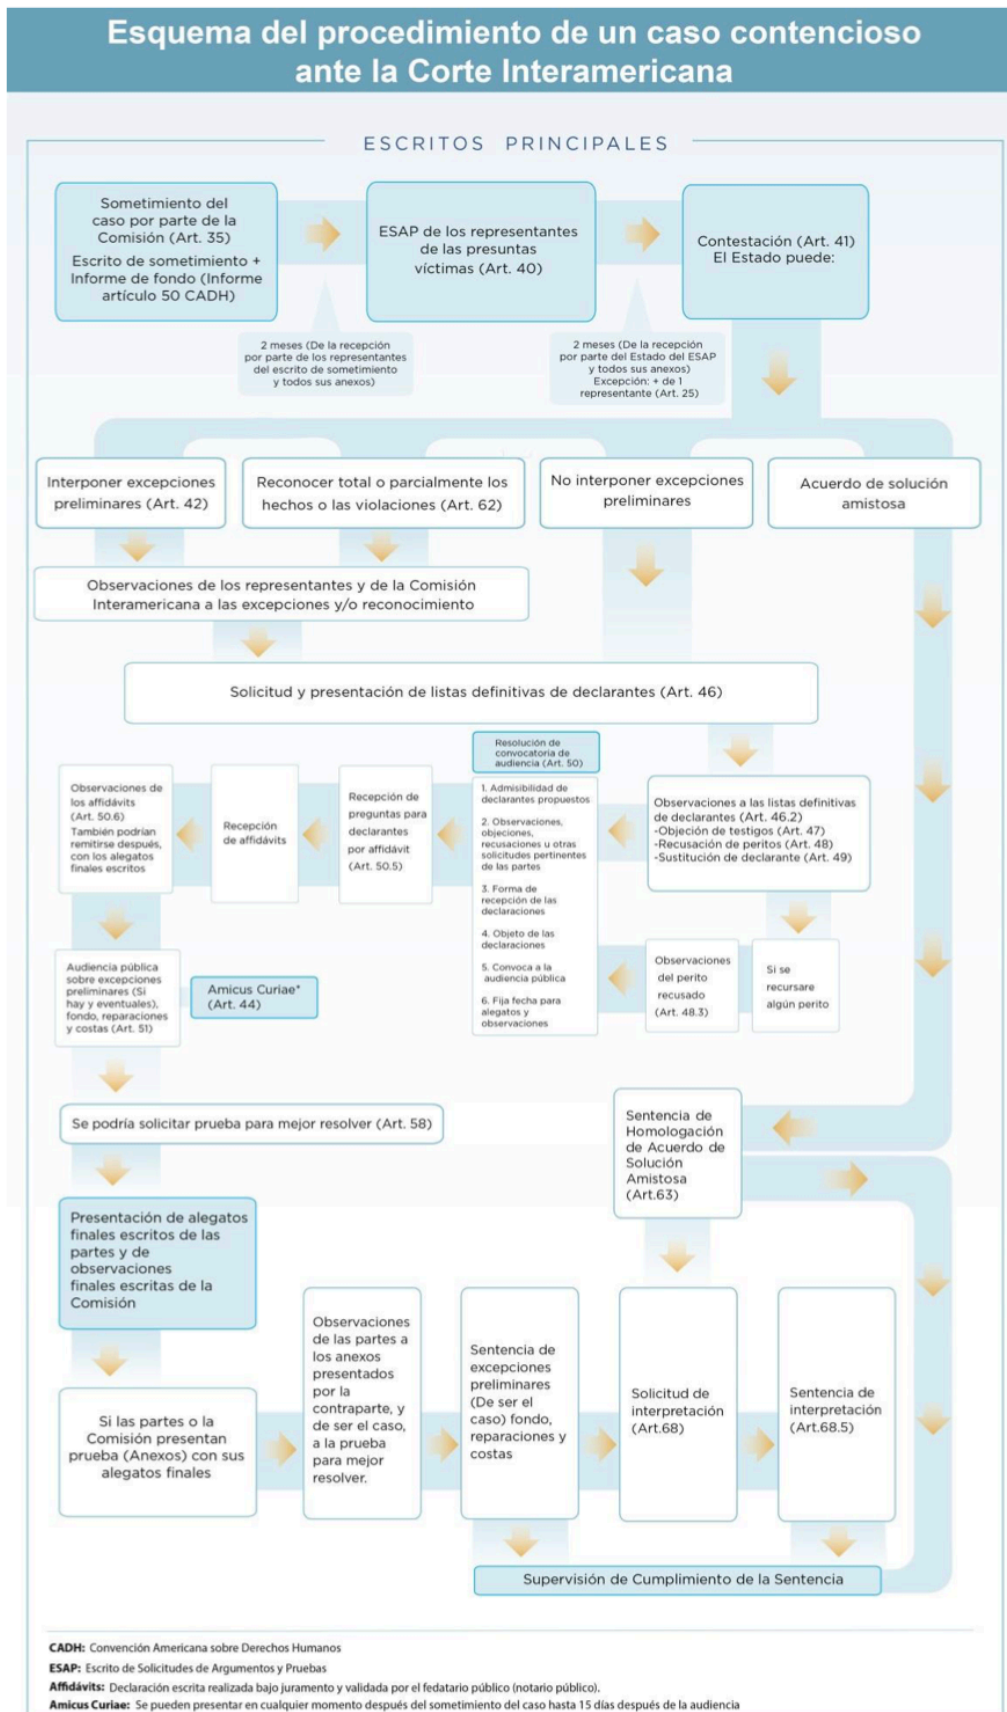 Esquema del procedimiento de un caso contencioso
ante la Corte Interamericana
ESCRITOS PRINCIPALES
Sometimiento del
caso por parte de la
Comisión (Art. 35)
Escrito de sometimiento +
Informe de fondo (Informe
artículo 50 CADH)
ESAP de los representantes
de las presuntas
víctimas (Art. 40)
Contestación (Art. 41)
El Estado puede:
2 meses (De la recepción
por parte de los representantes
del escrito de sometimiento
y todos sus anexos)
2 meses (De la recepción
por parte del Estado del ESAP
y todos sus anexos)
Excepción: + de 1
representante (Art. 25)
Interponer excepciones
preliminares (Art. 42)
Reconocer total o parcialmente los
hechos o las violaciones (Art. 62)
No interponer excepciones
preliminares
Acuerdo de solución
amistosa
Observaciones de los representantes y de la Comisión
Interamericana a las excepciones y/o reconocimiento
Solicitud y presentación de listas definitivas de declarantes (Art. 46)
Observaciones a las listas definitivas
de declarantes (Art. 46.2)
-Objeción de testigos (Art. 47)
-Recusación de peritos (Art. 48)
-Sustitución de declarante (Art. 49)
Si se
recursare
algún perito
Observaciones
del perito
recusado
(Art. 48.3)
Resolución de
convocatoria de
audiencia (Art. 50)
1. Admisibilidad de
declarantes propuestos
2. Observaciones,
objeciones,
recusaciones u otras
solicitudes pertinentes
de las partes
3. Forma de
recepción de las
declaraciones
4. Objeto de las
declaraciones
5. Convoca a la
audiencia pública
6. Fija fecha para
alegatos y
observaciones
Recepción de
preguntas para
declarantes
por affidávit
(Art. 50.5)
Recepción
de affidávits
Observaciones de
los affidávits
(Art. 50.6)
También podrían
remitirse después,
con los alegatos
finales escritos
Audiencia pública
sobre excepciones
preliminares (Si
hay y eventuales),
fondo, reparaciones
y costas (Art. 51)
Amicus Curiae*
(Art. 44)
Se podría solicitar prueba para mejor resolver (Art. 58)
Sentencia de
Homologación
de Acuerdo de
Solución
Amistosa
(Art.63)
Presentación de alegatos
finales escritos de las
partes y de
observaciones
finales escritas de la
Comisión
Si las partes o la
Comisión presentan
prueba (Anexos) con sus
alegatos finales
Observaciones
de las partes a
los anexos
presentados
por la
contraparte, y
de ser el caso,
a la prueba
para mejor
resolver.
Sentencia de
excepciones
preliminares
(De ser el
caso) fondo,
reparaciones y
costas
Solicitud de
interpretación
(Art.68)
Sentencia de
interpretación
(Art.68.5)
Supervisión de Cumplimiento de la Sentencia
CADH: Convención Americana sobre Derechos Humanos
ESAP: Escrito de Solicitudes de Argumentos y Pruebas
Affidávits: Declaración escrita realizada bajo juramento y validada por el fedatario público (notario público).
Amicus Curiae: Se pueden presentar en cualquier momento después del sometimiento del caso hasta 15 días después de la audiencia